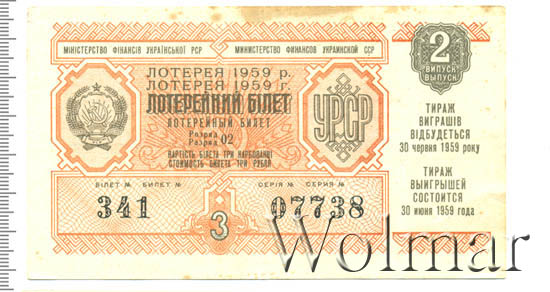 МІНІСТЕРСТВО ФІНАНСІВ УКРАЇНСЬКОЇ РСР
МИНИСТЕРСТВО ФИНАНСОВ УКРАИНСКОЙ ССР
2
ВИПУСК
ВЫПУСК
ЛОТЕРЕЯ 1959 р.
ЛОТЕРЕЯ 1959 г.
ЛОТЕРЕЙНИЙ БІЛЕТ
ЛОТЕРЕЙНЫЙ БИЛЕТ
Розряд
Разряд 02
ВАРТІСТЬ БІЛЕТА ТРИ КАРБОВАНЦІ
СТОИМОСТЬ БИЛЕТА ТРИ РУБЛЯ
УРСР
ТИРАЖ
ВИГРАШІВ
ВІДБУДЕТЬСЯ
30 червня 1959 року
ТИРАЖ
ВЫИГРЫШЕЙ
СОСТОИТСЯ
30 июня 1959 года
БІЛЕТ № БИЛЕТ №
СЕРІЯ № СЕРИЯ №
341
3
07738
Wolmar